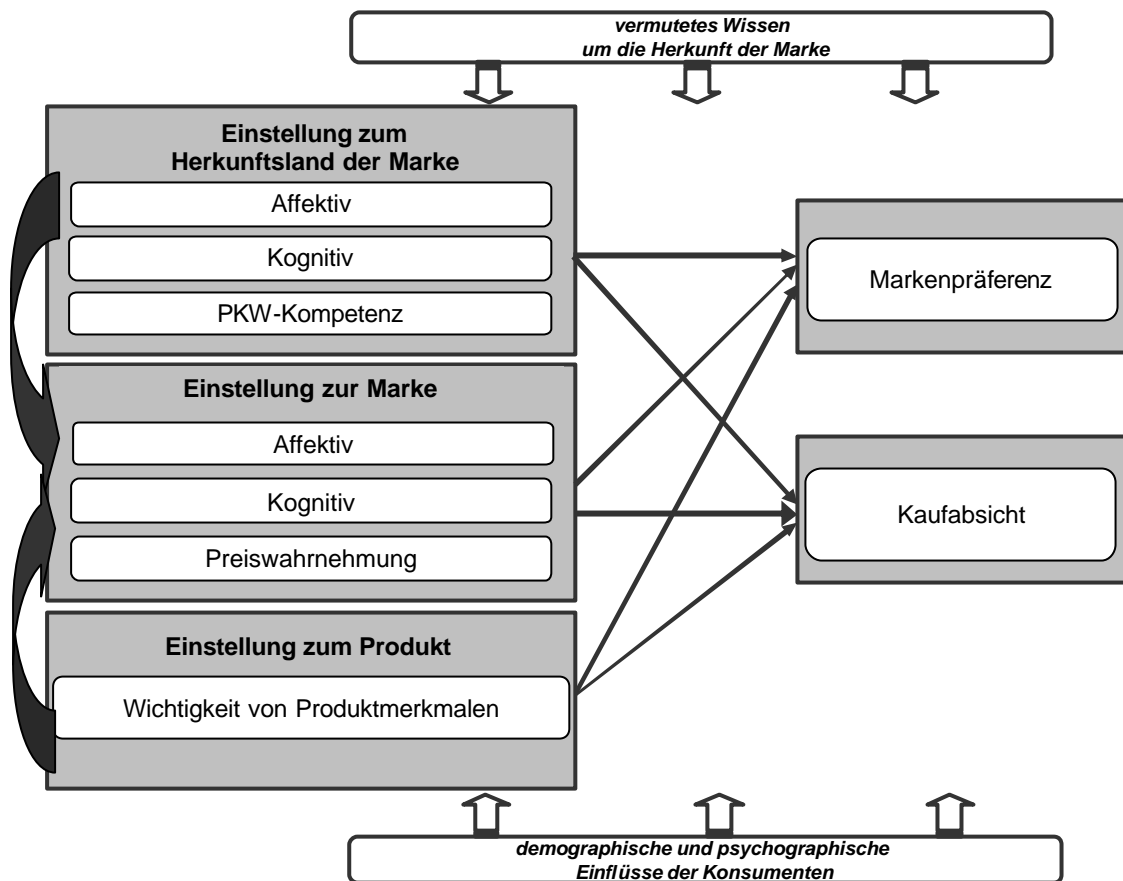 vermutetes Wissen
um die Herkunft der Marke
Einstellung zum
Herkunftsland der Marke
Affektiv
Kognitiv
PKW-Kompetenz
Einstellung zur Marke
Affektiv
Kognitiv
Preiswahrnehmung
Einstellung zum Produkt
Wichtigkeit von Produktmerkmalen
Markenpräferenz
Kaufabsicht
demographische und psychographische
Einflüsse der Konsumenten